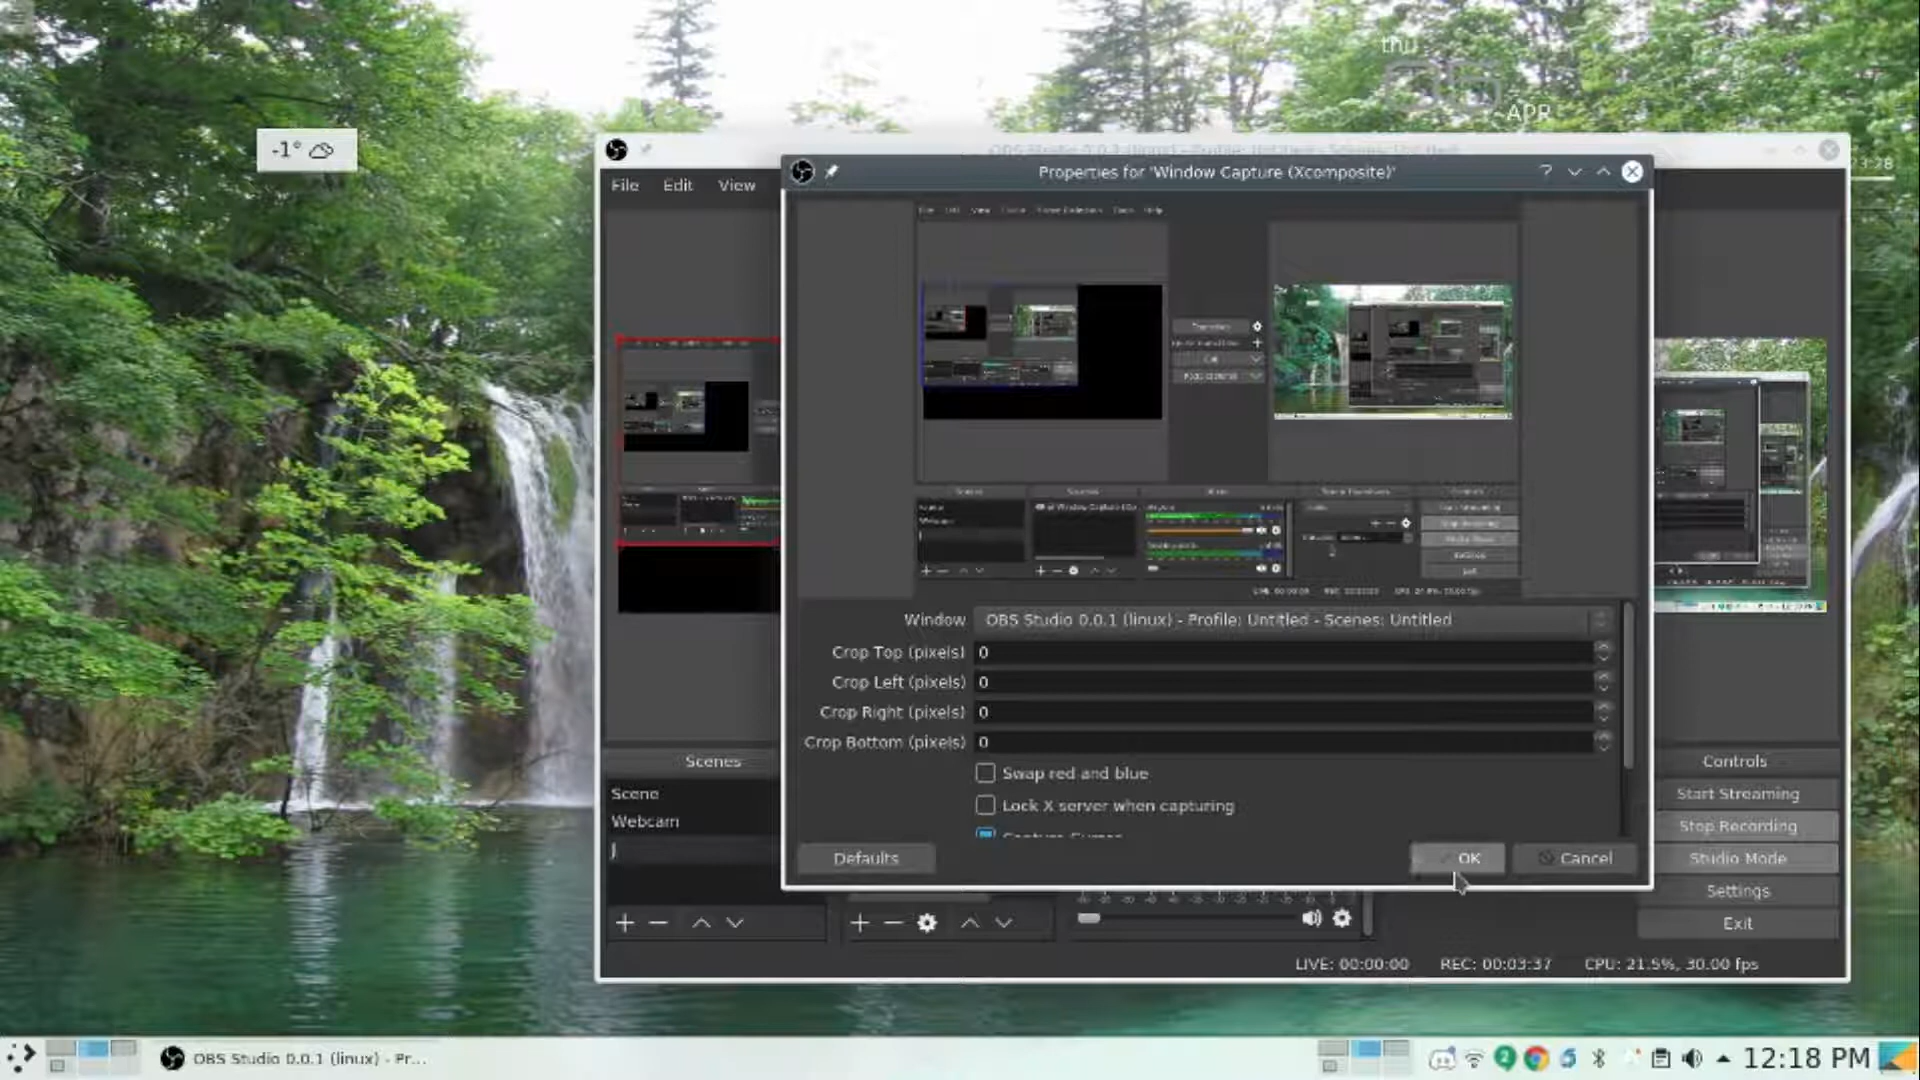 thu
APR
-1°
23:28
File Edit View
Properties for 'Window Capture (Xcomposite)'
Window OBS Studio 0.0.1 (linux) - Profile: Untitled - Scenes: Untitled
Crop Top (pixels) 0
Crop Left (pixels) 0
Crop Right (pixels) 0
Crop Bottom (pixels) 0
Swap red and blue
Lock X server when capturing
Defaults
OK
Cancel
Scenes
Scene
Webcam
Controls
Start Streaming
Stop Recording
Studio Mode
Settings
Exit
LIVE: 00:00:00 REC: 00:03:37 CPU: 21.5%, 30.00 fps
OBS Studio 0.0.1 (linux) - Pr...
12:18 PM